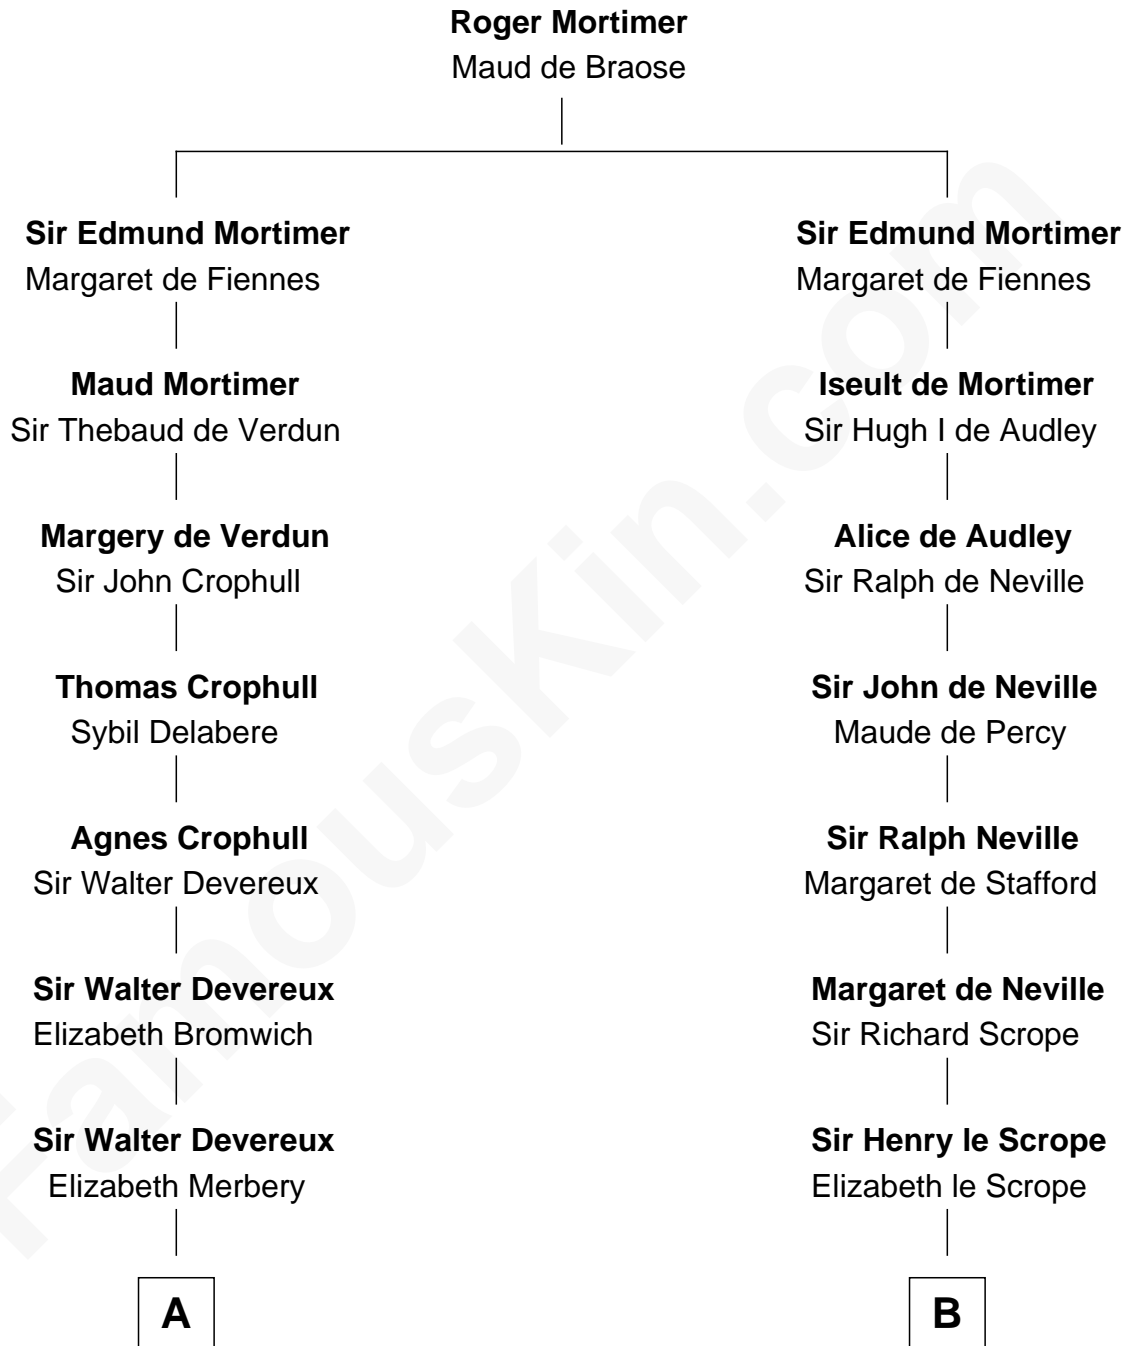 Roger Mortimer
Maud de Braose
Sir Edmund Mortimer
Margaret de Fiennes
Maud Mortimer
Sir Thebaud de Verdun
Margery de Verdun
Sir John Crophull
Thomas Crophull
Sybil Delabere
Agnes Crophull
Sir Walter Devereux
Sir Walter Devereux
Elizabeth Bromwich
Sir Walter Devereux
Elizabeth Merbery
A
Sir Edmund Mortimer
Margaret de Fiennes
Iseult de Mortimer
Sir Hugh I de Audley
Alice de Audley
Sir Ralph de Neville
Sir John de Neville
Maude de Percy
Sir Ralph Neville
Margaret de Stafford
Margaret de Neville
Sir Richard Scrope
Sir Henry le Scrope
Elizabeth le Scrope
B
FamousKin.com